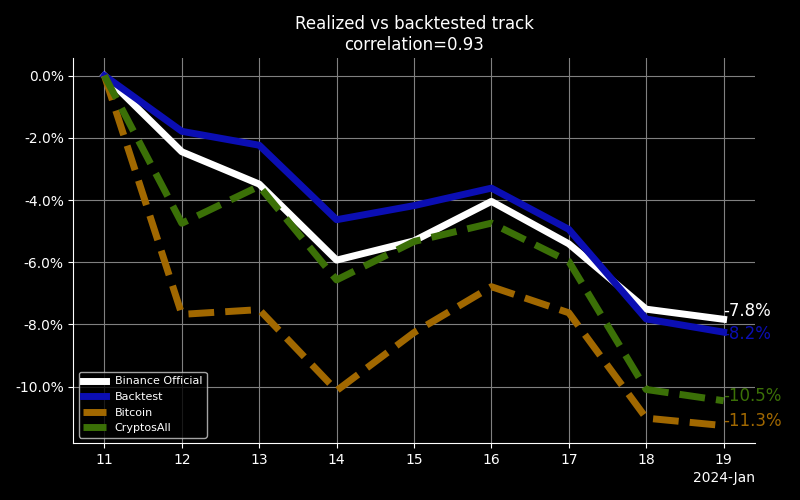 Realized vs backtested track
correlation=0.93
0.0%
-2.0%
-4.0%
-6.0%
-8.0%
-10.0%
-7.8%
-8.2%
-10.5%
-11.3%
Binance Official
Backtest
Bitcoin
CryptosAll
11 12 13 14 15 16 17 18 19
2024-Jan